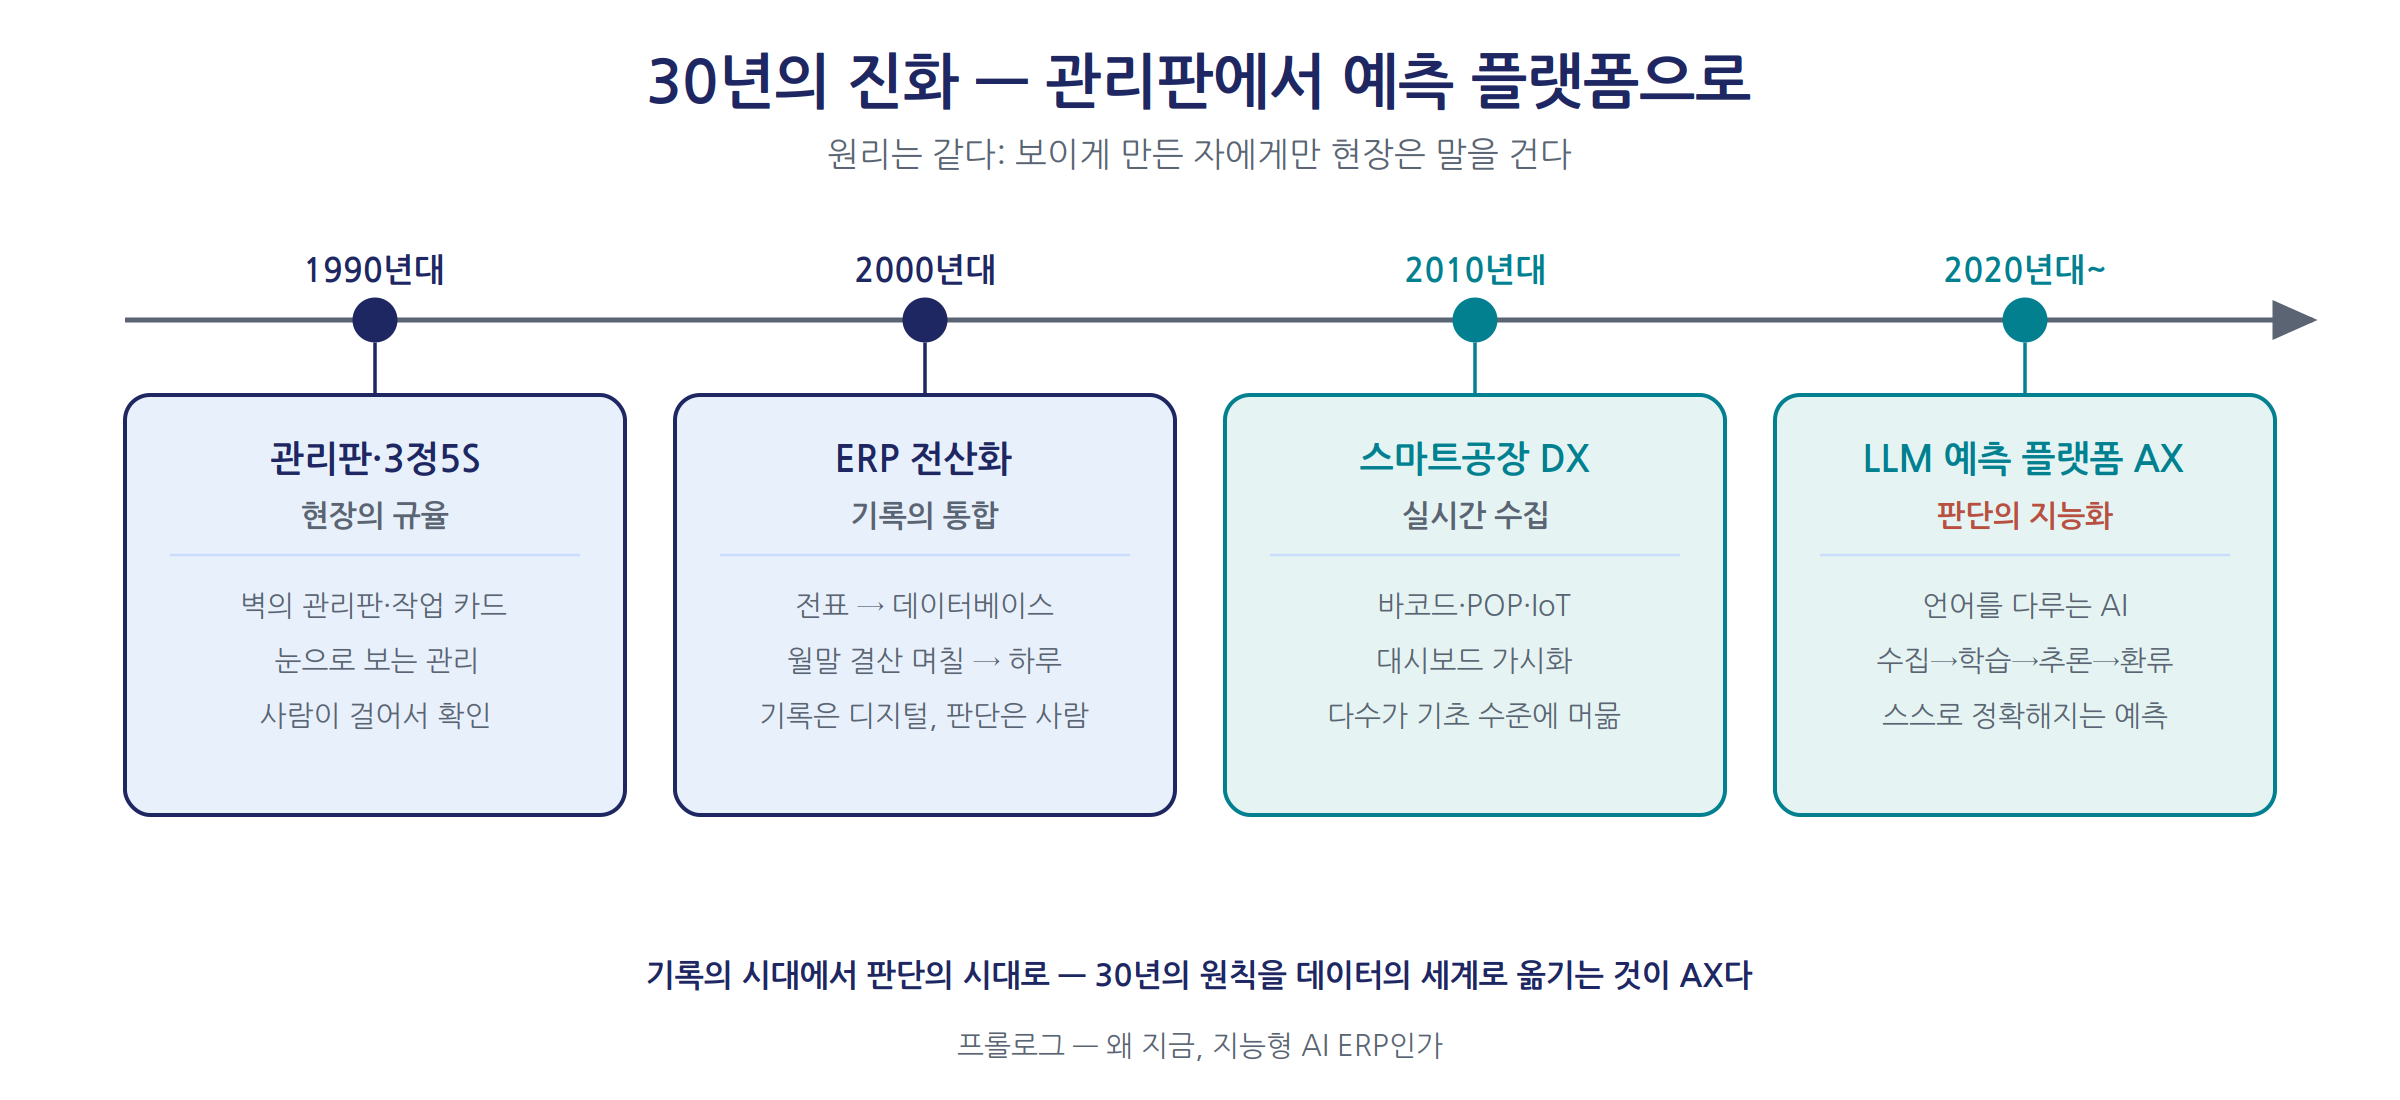 30년의 진화 — 관리판에서 예측 플랫폼으로
원리는 같다: 보이게 만든 자에게만 현장은 말을 건다
1990년대
2000년대
2010년대
2020년대~
관리판·3정5S
현장의 규율
벽의 관리판·작업 카드
눈으로 보는 관리
사람이 걸어서 확인
ERP 전산화
기록의 통합
전표 → 데이터베이스
월말 결산 며칠 → 하루
기록은 디지털, 판단은 사람
스마트공장 DX
실시간 수집
바코드·POP·IoT
대시보드 가시화
다수가 기초 수준에 머묾
LLM 예측 플랫폼 AX
판단의 지능화
언어를 다루는 AI
수집→학습→추론→환류
스스로 정확해지는 예측
기록의 시대에서 판단의 시대로 — 30년의 원칙을 데이터의 세계로 옮기는 것이 AX다
프롤로그 — 왜 지금, 지능형 AI ERP인가